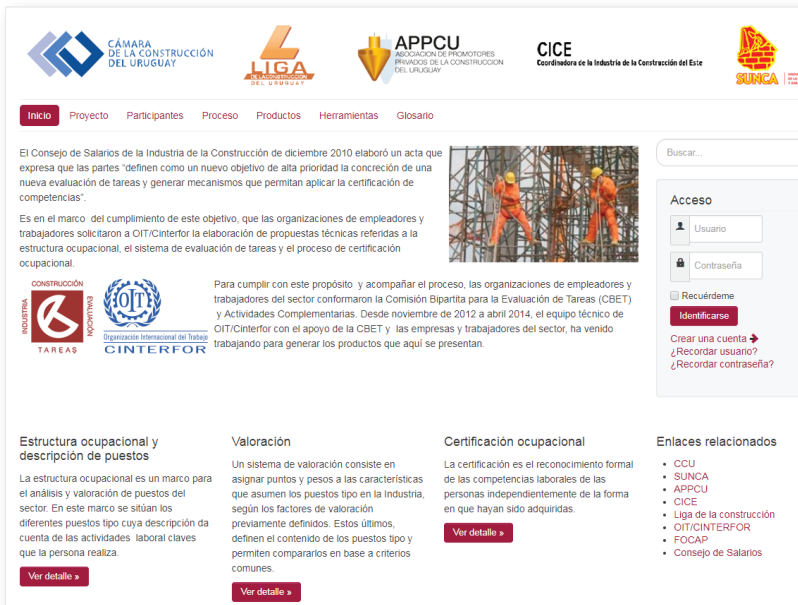 CÁMARA
DE LA CONSTRUCCIÓN
DEL URUGUAY
LIGA
DE LA CONSTRUCCION
DEL URUGUAY
APPCU
ASOCIACION DE PROMOTORES
PRIVADOS DE LA CONSTRUCCION
DEL URUGUAY
CICE
Coordinadora de la Industria de la Construcción del Este
SUNCA
Inicio Proyecto Participantes Proceso Productos Herramientas Glosario
El Consejo de Salarios de la Industria de la Construcción de diciembre 2010 elaboró un acta que
expresa que las partes “definen como un nuevo objetivo de alta prioridad la concreción de una
nueva evaluación de tareas y generar mecanismos que permitan aplicar la certificación de
competencias”.
Es en el marco del cumplimiento de este objetivo, que las organizaciones de empleadores y
trabajadores solicitaron a OIT/Cinterfor la elaboración de propuestas técnicas referidas a la
estructura ocupacional, el sistema de evaluación de tareas y el proceso de certificación
ocupacional.
CONSTRUCCIÓN
INDUSTRIA
EVALUACIÓN
TAREAS
OIT
Organización Internacional del Trabajo
CINTERFOR
Para cumplir con este propósito y acompañar el proceso, las organizaciones de empleadores y
trabajadores del sector conformaron la Comisión Bipartita para la Evaluación de Tareas (CBET)
y Actividades Complementarias. Desde noviembre de 2012 a abril 2014, el equipo técnico de
OIT/Cinterfor con el apoyo de la CBET y las empresas y trabajadores del sector, ha venido
trabajando para generar los productos que aquí se presentan.
Buscar...
Acceso
Usuario
Contraseña
Recuérdeme
Identificarse
Crear una cuenta
¿Recordar usuario?
¿Recordar contraseña?
Estructura ocupacional y
descripción de puestos
La estructura ocupacional es un marco para
el análisis y valoración de puestos del
sector. En este marco se sitúan los
diferentes puestos tipo cuya descripción da
cuenta de las actividades laboral claves
que la persona realiza.
Ver detalle »
Valoración
Un sistema de valoración consiste en
asignar puntos y pesos a las características
que asumen los puestos tipo en la Industria,
según los factores de valoración
previamente definidos. Estos últimos,
definen el contenido de los puestos tipo y
permiten compararlos en base a criterios
comunes.
Ver detalle »
Certificación ocupacional
La certificación es el reconocimiento formal
de las competencias laborales de las
personas independientemente de la forma
en que hayan sido adquiridas.
Ver detalle »
Enlaces relacionados
CCU
SUNCA
APPCU
CICE
Liga de la construcción
OIT/CINTERFOR
FOCAP
Consejo de Salarios